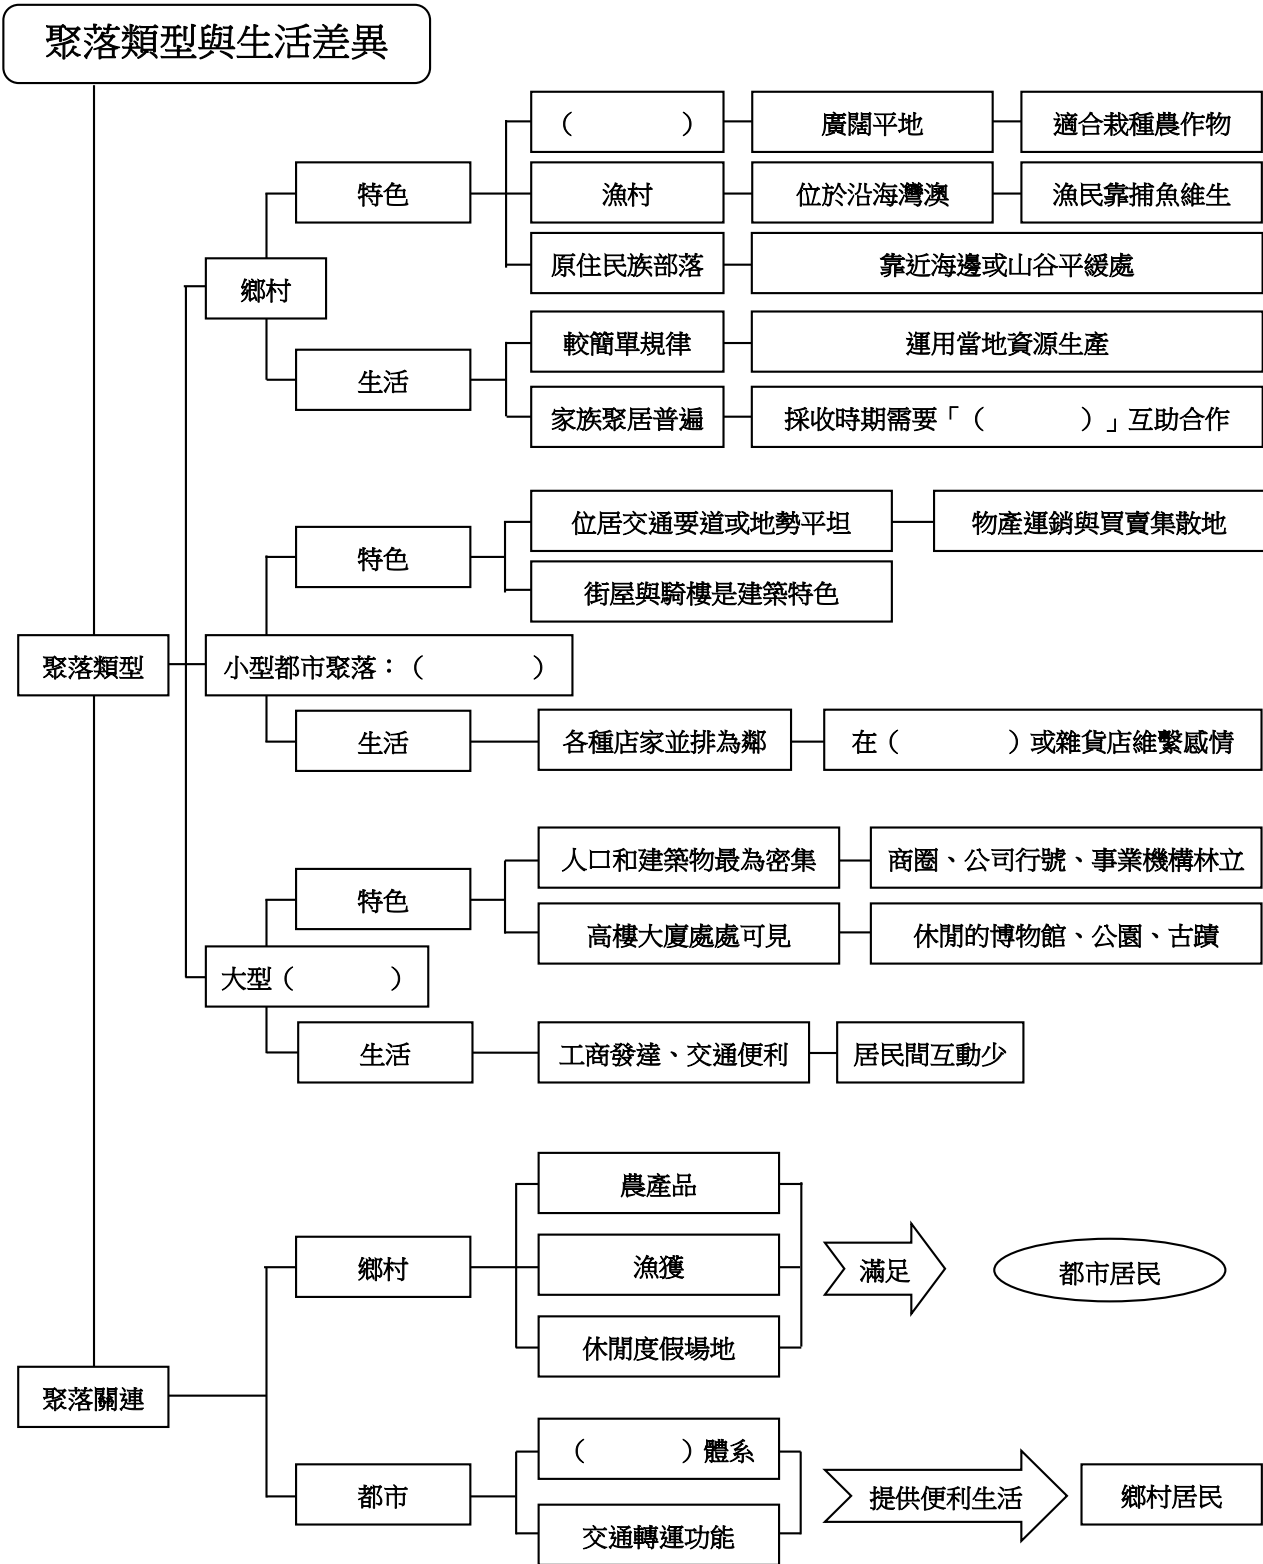 聚落類型與生活差異
(　　　　)
廣闊平地
適合栽種農作物
特色
漁村
位於沿海灣澳
漁民靠捕魚維生
原住民族部落
靠近海邊或山谷平緩處
鄉村
較簡單規律
運用當地資源生產
生活
家族聚居普遍
採收時期需要「(　　　　)」互助合作
位居交通要道或地勢平坦
物產運銷與買賣集散地
特色
街屋與騎樓是建築特色
聚落類型
小型都市聚落：(　　　　)
生活
各種店家並排為鄰
在(　　　　)或雜貨店維繫感情
人口和建築物最為密集
商圈、公司行號、事業機構林立
特色
高樓大廈處處可見
休閒的博物館、公園、古蹟
大型(　　　　)
生活
工商發達、交通便利
居民間互動少
農產品
鄉村
漁獲
滿足
都市居民
休閒度假場地
聚落關連
(　　　　)體系
都市
提供便利生活
鄉村居民
交通轉運功能